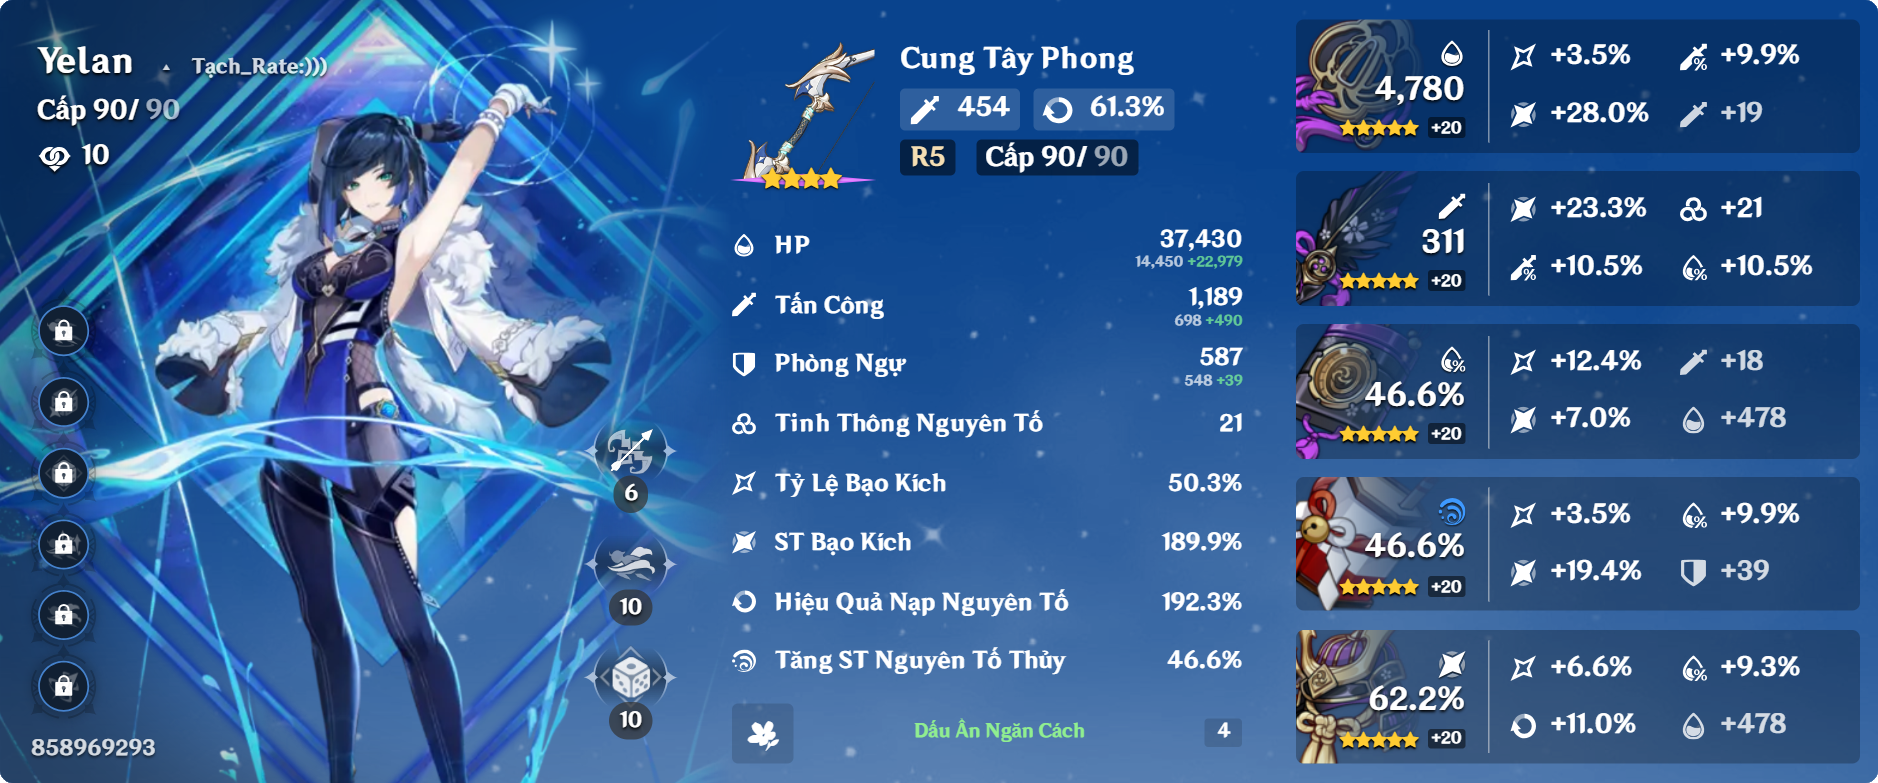 Yelan
Tạch_Rate:)))
Cấp 90/ 90
10
6
10
10
858969293
Cung Tây Phong
454 61.3%
R5 Cấp 90/ 90
HP 37,430
14,450 +22,979
Tấn Công 1,189
698 +490
Phòng Ngự 587
548 +39
Tinh Thông Nguyên Tố 21
Tỷ Lệ Bạo Kích 50.3%
ST Bạo Kích 189.9%
Hiệu Quả Nạp Nguyên Tố 192.3%
Tăng ST Nguyên Tố Thủy 46.6%
Dấu Ấn Ngăn Cách 4
4,780
+20
+3.5% +9.9%
+28.0% +19
311
+20
+23.3% +21
+10.5% +10.5%
46.6%
+20
+12.4% +18
+7.0% +478
46.6%
+20
+3.5% +9.9%
+19.4% +39
62.2%
+20
+6.6% +9.3%
+11.0% +478